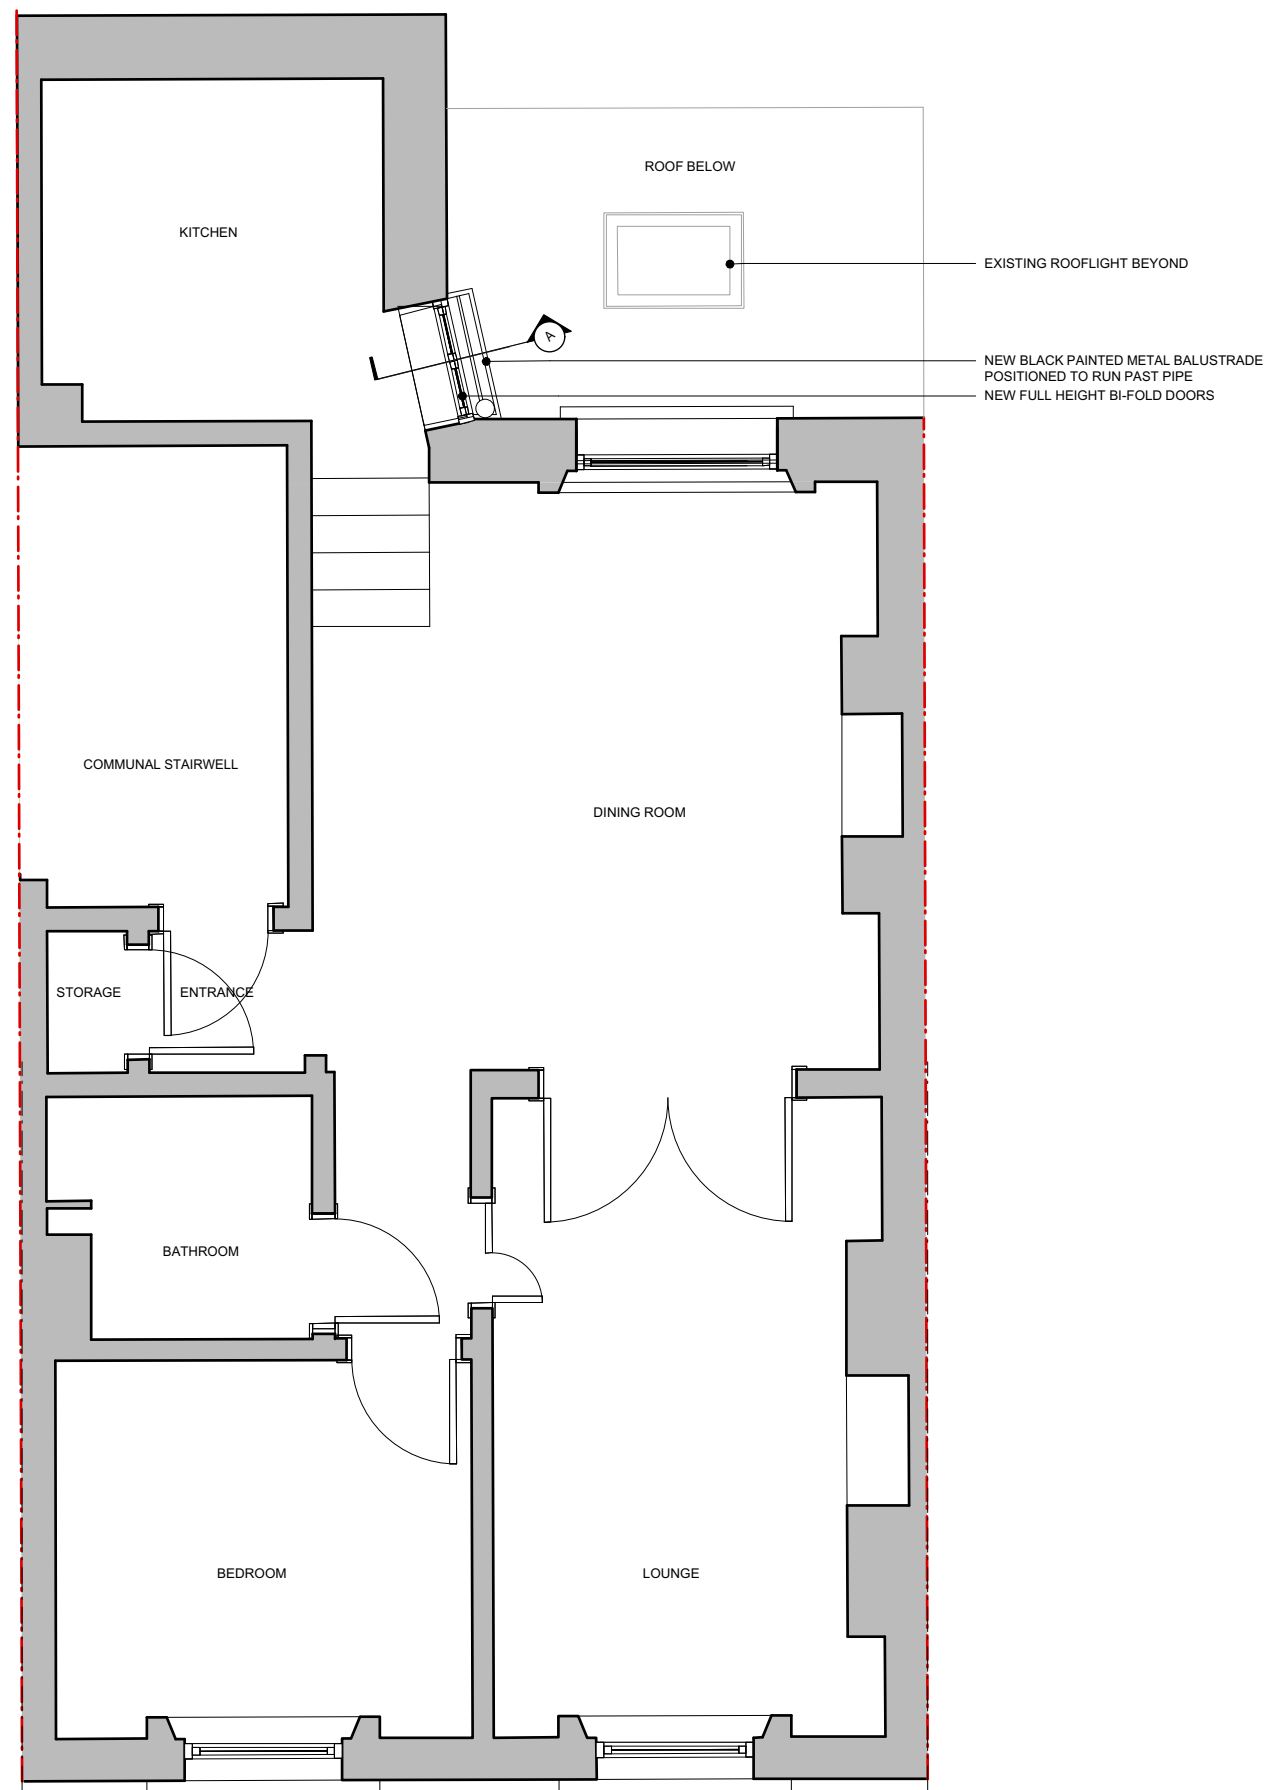 ROOF BELOW
KITCHEN
EXISTING ROOFLIGHT BEYOND
A
NEW BLACK PAINTED METAL BALUSTRADE
POSITIONED TO RUN PAST PIPE
NEW FULL HEIGHT BI-FOLD DOORS
COMMUNAL STAIRWELL
DINING ROOM
STORAGE
ENTRANCE
BATHROOM
BEDROOM
LOUNGE